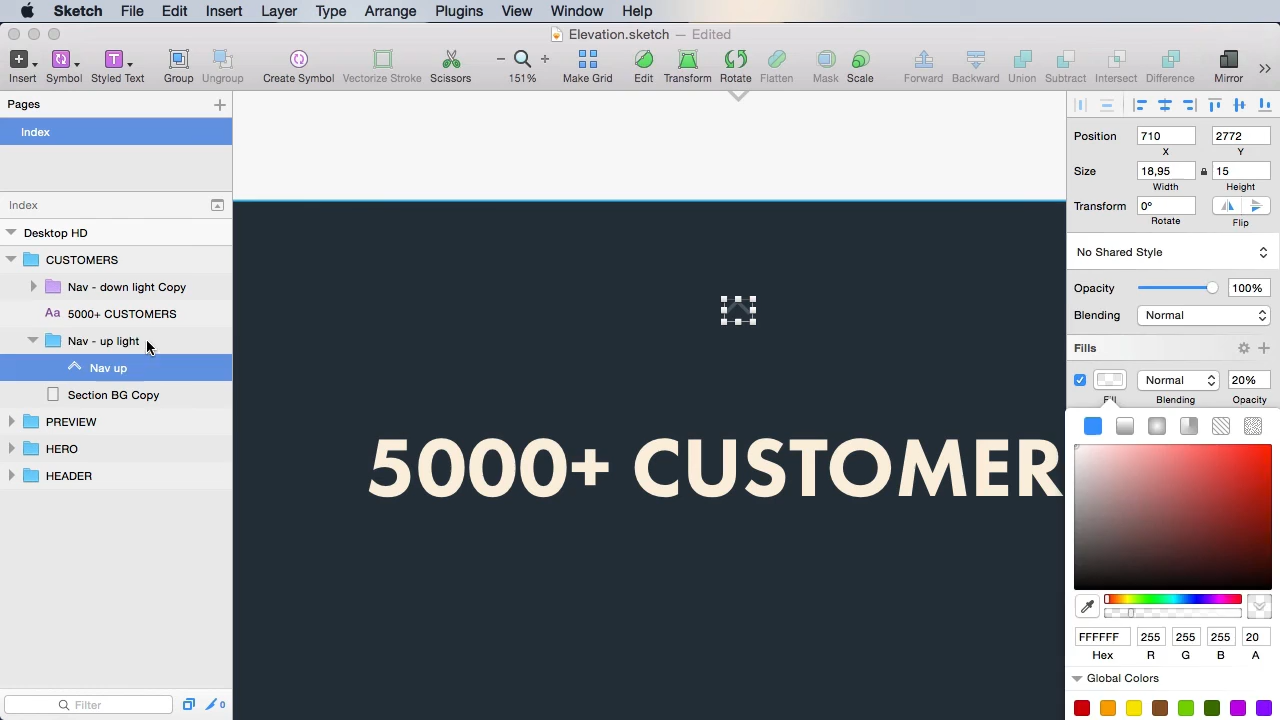 Sketch File Edit Insert Layer Type Arrange Plugins View Window Help
Elevation.sketch — Edited
151%
Insert Symbol Styled Text Group Ungroup Create Symbol Vectorize Stroke Scissors Make Grid Edit Transform Rotate Flatten Mask Scale Forward Backward Union Subtract Intersect Difference Mirror
Pages
Index
Index
Desktop HD
CUSTOMERS
Nav - down light Copy
Aa 5000+ CUSTOMERS
Nav - up light
Nav up
Section BG Copy
PREVIEW
HERO
HEADER
Filter
0
5000+ CUSTOMER
Position 710 2772
X Y
Size 18,95 15
Width Height
Transform 0°
Rotate Flip
No Shared Style
Opacity 100%
Blending Normal
Fills
Normal 20%
Fill Blending Opacity
FFFFFF 255 255 255 20
Hex R G B A
Global Colors